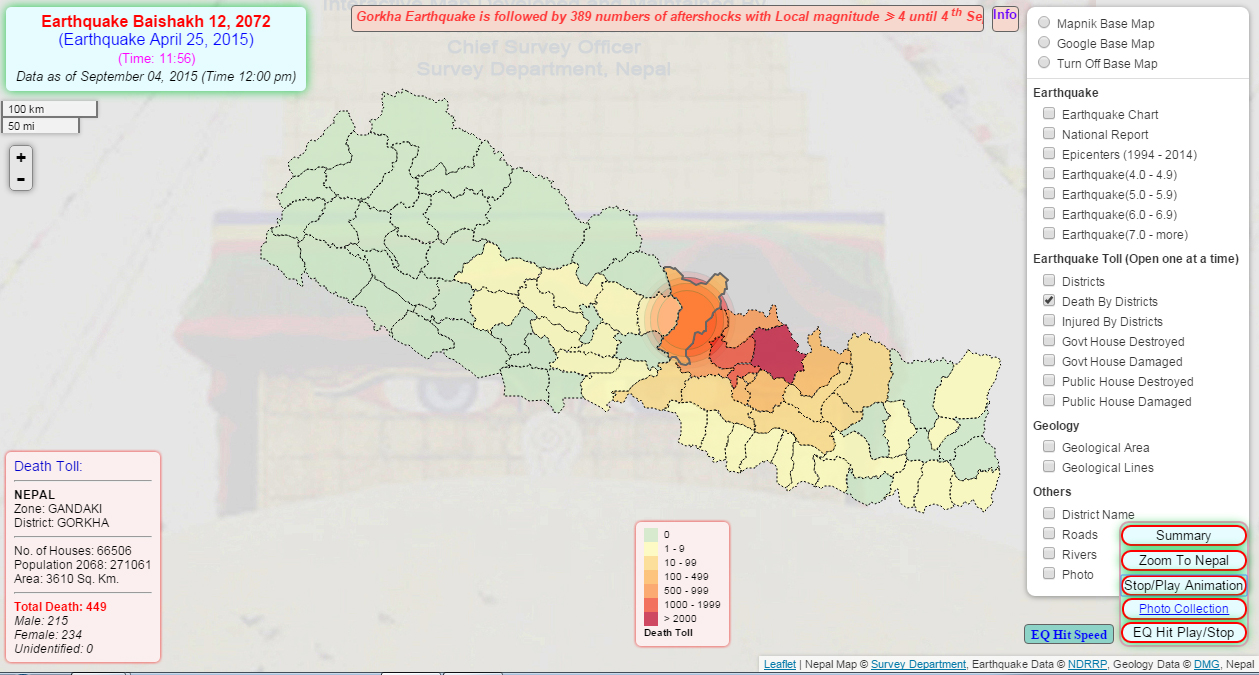 Earthquake Baishakh 12, 2072
(Earthquake April 25, 2015)
(Time: 11:56)
Data as of September 04, 2015 (Time 12:00 pm)
Interactive Map Developed and Maintained By
Gorkha Earthquake is followed by 389 numbers of aftershocks with Local magnitude ⩾ 4 until 4 th Se
Info
Chief Survey Officer
Survey Department, Nepal
100 km
50 mi
+
-
Mapnik Base Map
Google Base Map
Turn Off Base Map
Earthquake
Earthquake Chart
National Report
Epicenters (1994 - 2014)
Earthquake(4.0 - 4.9)
Earthquake(5.0 - 5.9)
Earthquake(6.0 - 6.9)
Earthquake(7.0 - more)
Earthquake Toll (Open one at a time)
Districts
Death By Districts
Injured By Districts
Govt House Destroyed
Govt House Damaged
Public House Destroyed
Public House Damaged
Geology
Geological Area
Geological Lines
Others
District Name
Roads
Rivers
Photo
Summary
Zoom To Nepal
Stop/Play Animation
Photo Collection
EQ Hit Play/Stop
EQ Hit Speed
Death Toll:
NEPAL
Zone: GANDAKI
District: GORKHA
No. of Houses: 66506
Population 2068: 271061
Area: 3610 Sq. Km.
Total Death: 449
Male: 215
Female: 234
Unidentified: 0
0
1 - 9
10 - 99
100 - 499
500 - 999
1000 - 1999
> 2000
Death Toll
Leaflet | Nepal Map © Survey Department, Earthquake Data © NDRRP, Geology Data © DMG, Nepal